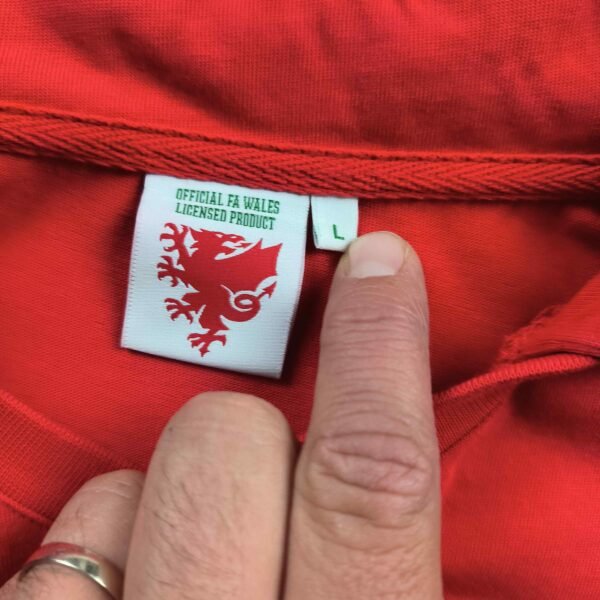 OFFICIAL FA WALES
LICENSED PRODUCT
L